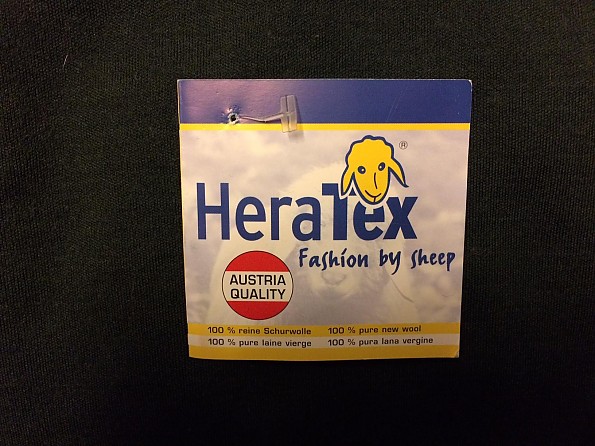 HeraTex ®
Fashion by sheep
AUSTRIA
QUALITY
100 % reine Schurwolle 100 % pure new wool
100 % pure laine vierge 100 % pura lana vergine